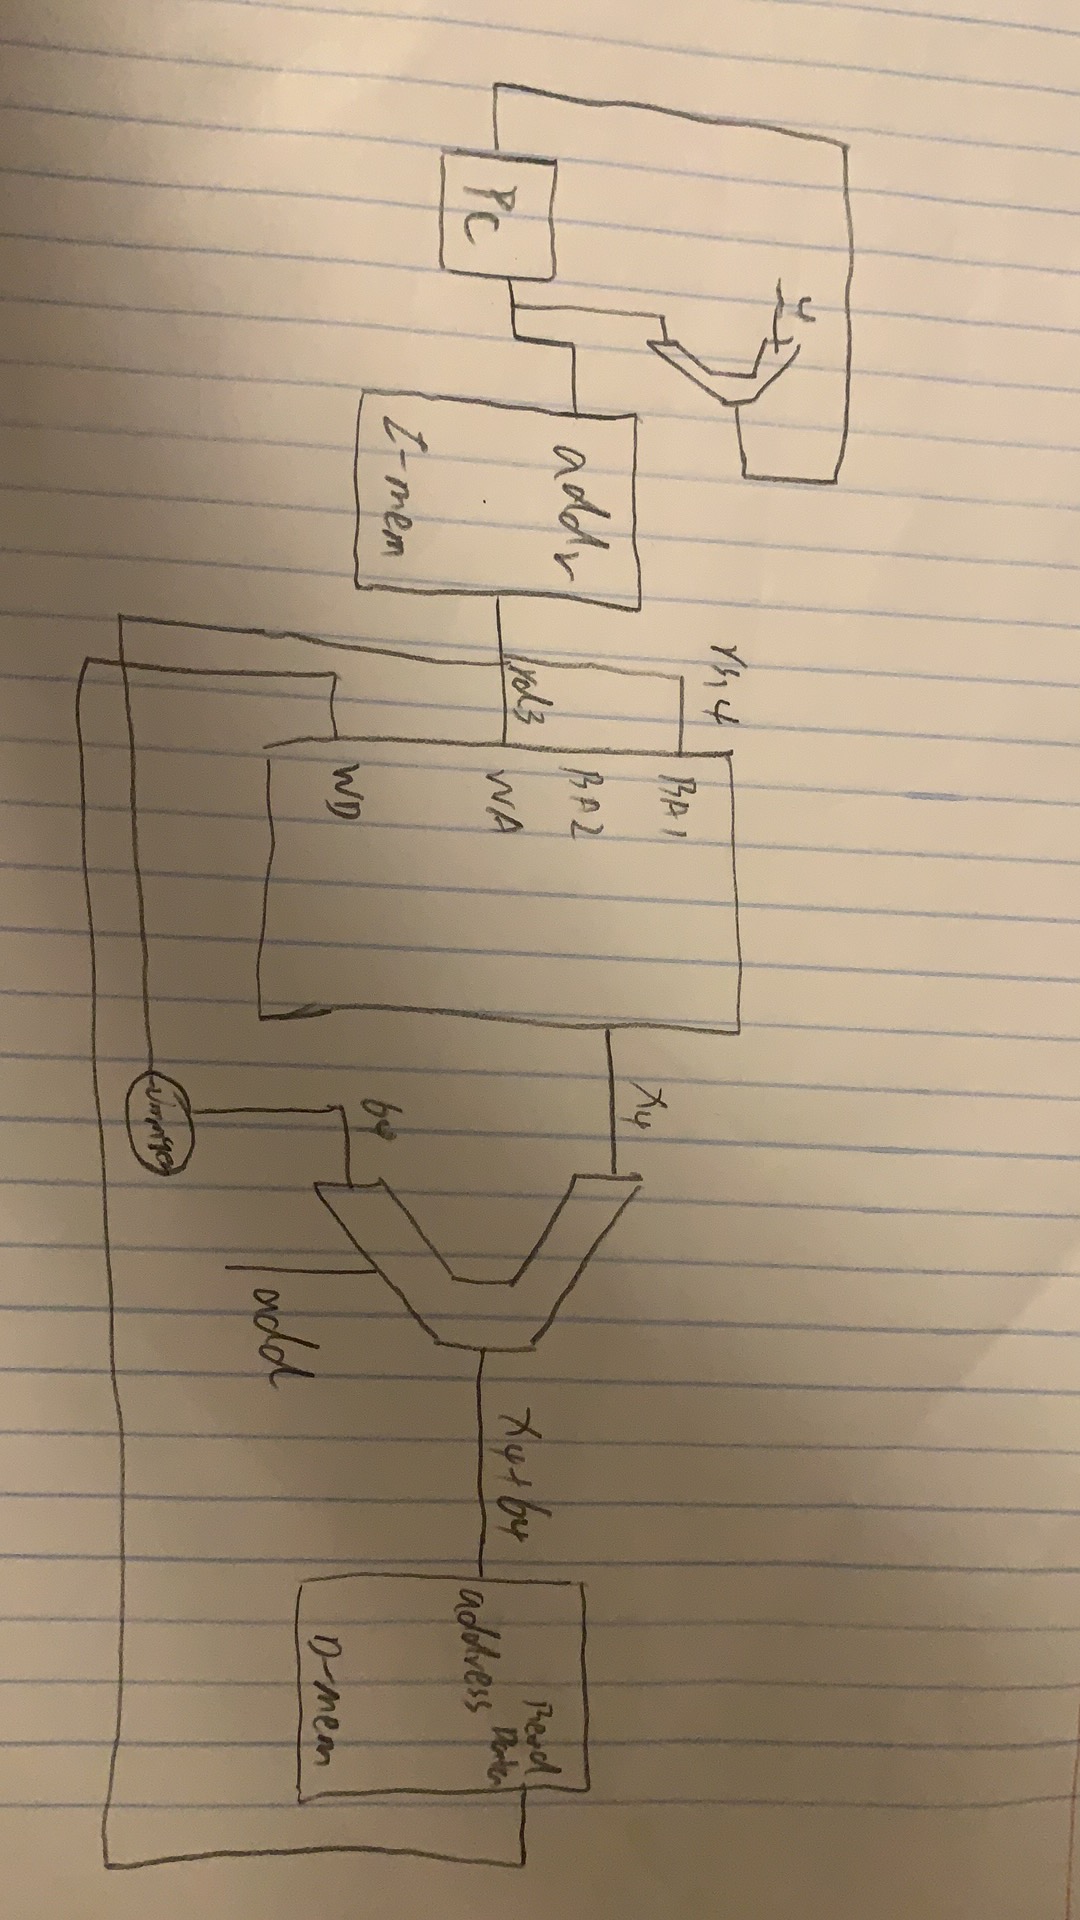 4
rs1 4
RA1
x4
addr
RA2
Read
Data
rd3
x4+64
PC
WA
address
I-mem
64
WD
D-mem
add
immgen